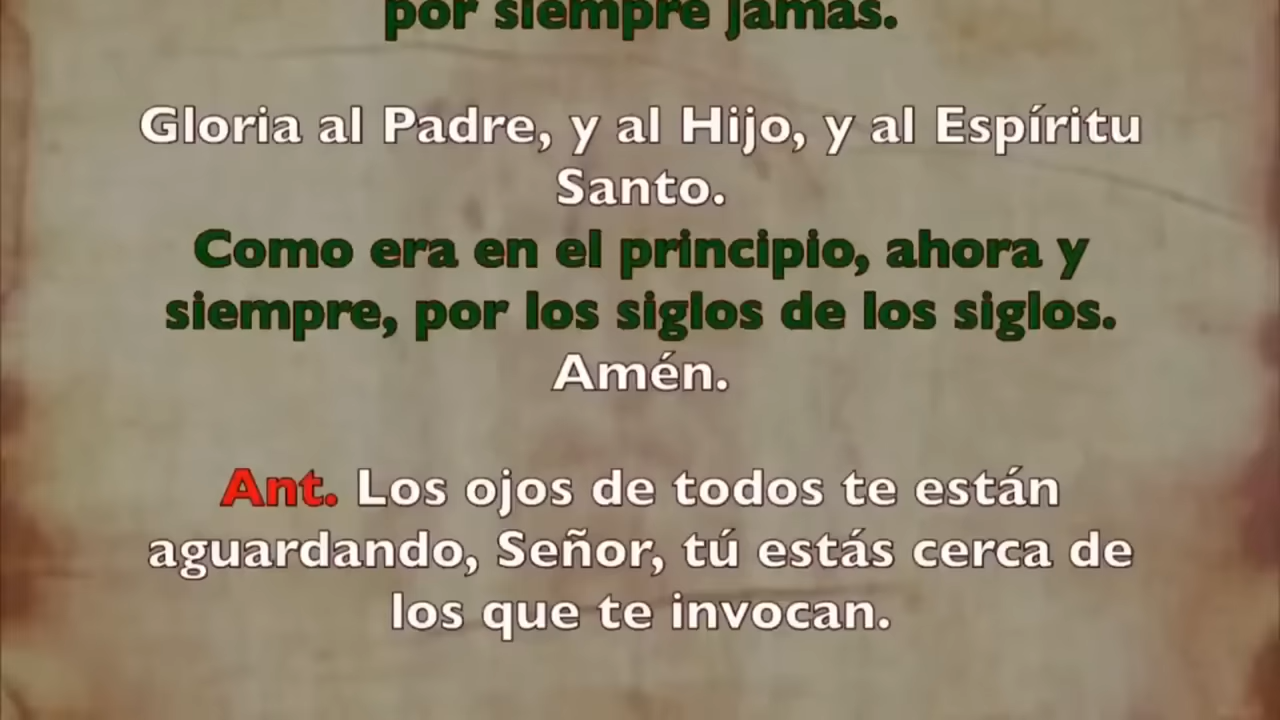 por siempre jamás.
Gloria al Padre, y al Hijo, y al Espíritu
Santo.
Como era en el principio, ahora y
siempre, por los siglos de los siglos.
Amén.
Ant. Los ojos de todos te están
aguardando, Señor, tú estás cerca de
los que te invocan.